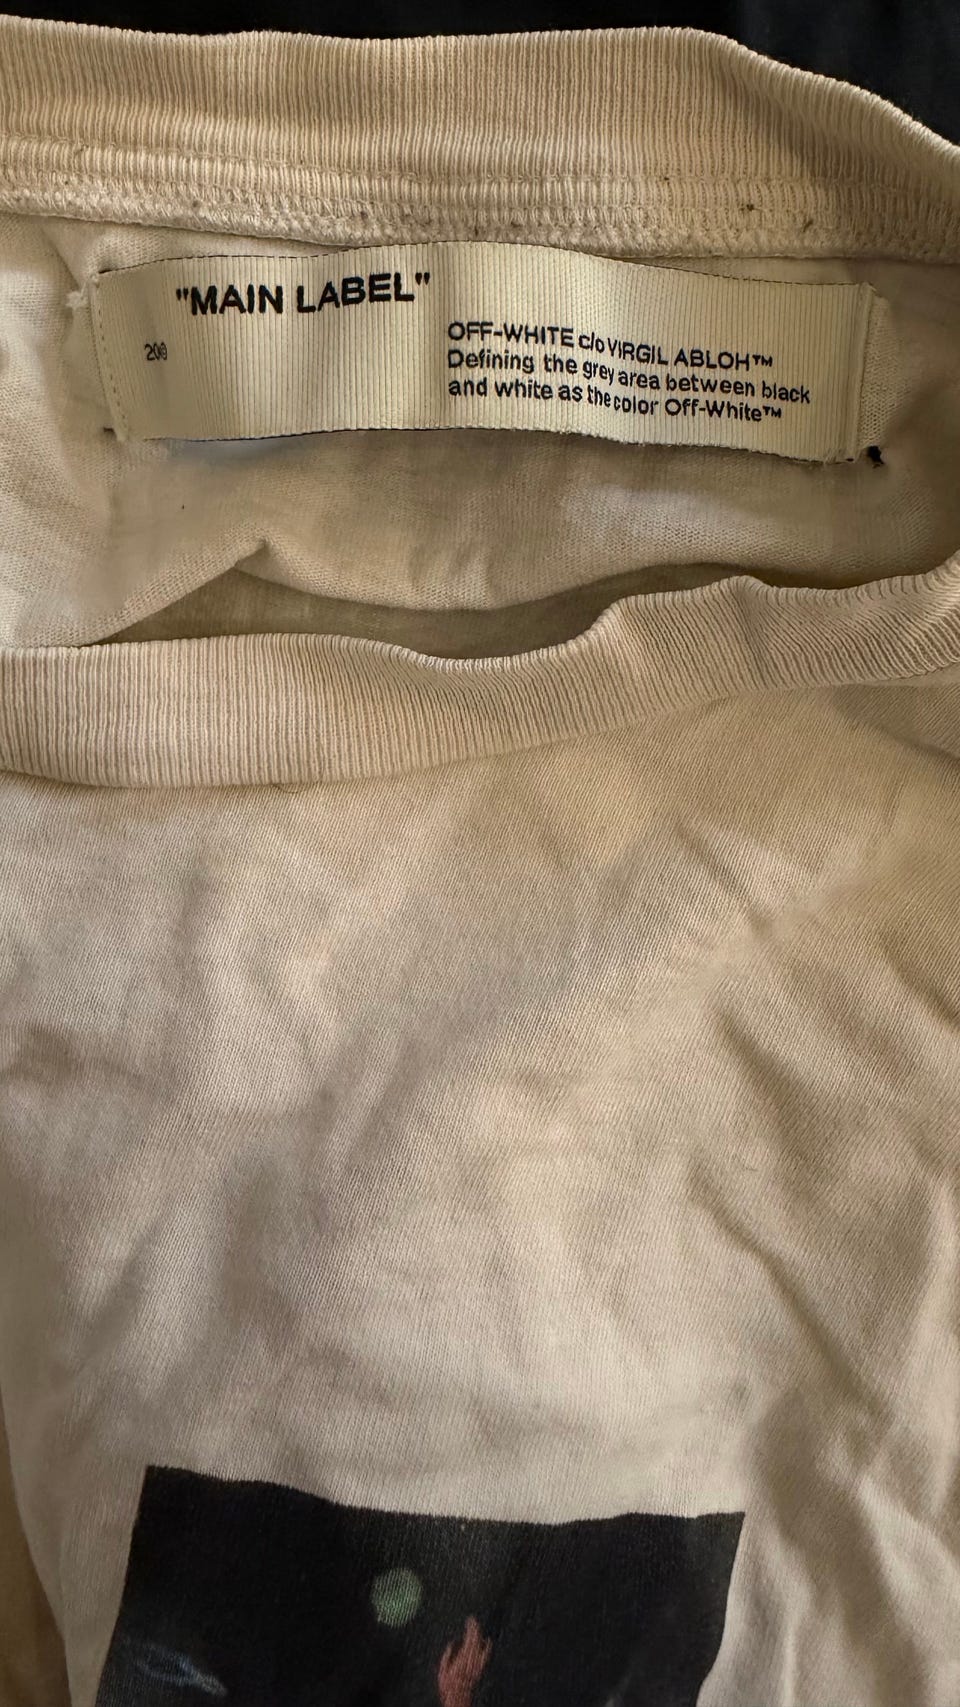 "MAIN LABEL"
OFF-WHITE c/o VIRGIL ABLOH™
Defining the grey area between black
and white as the color Off-White™